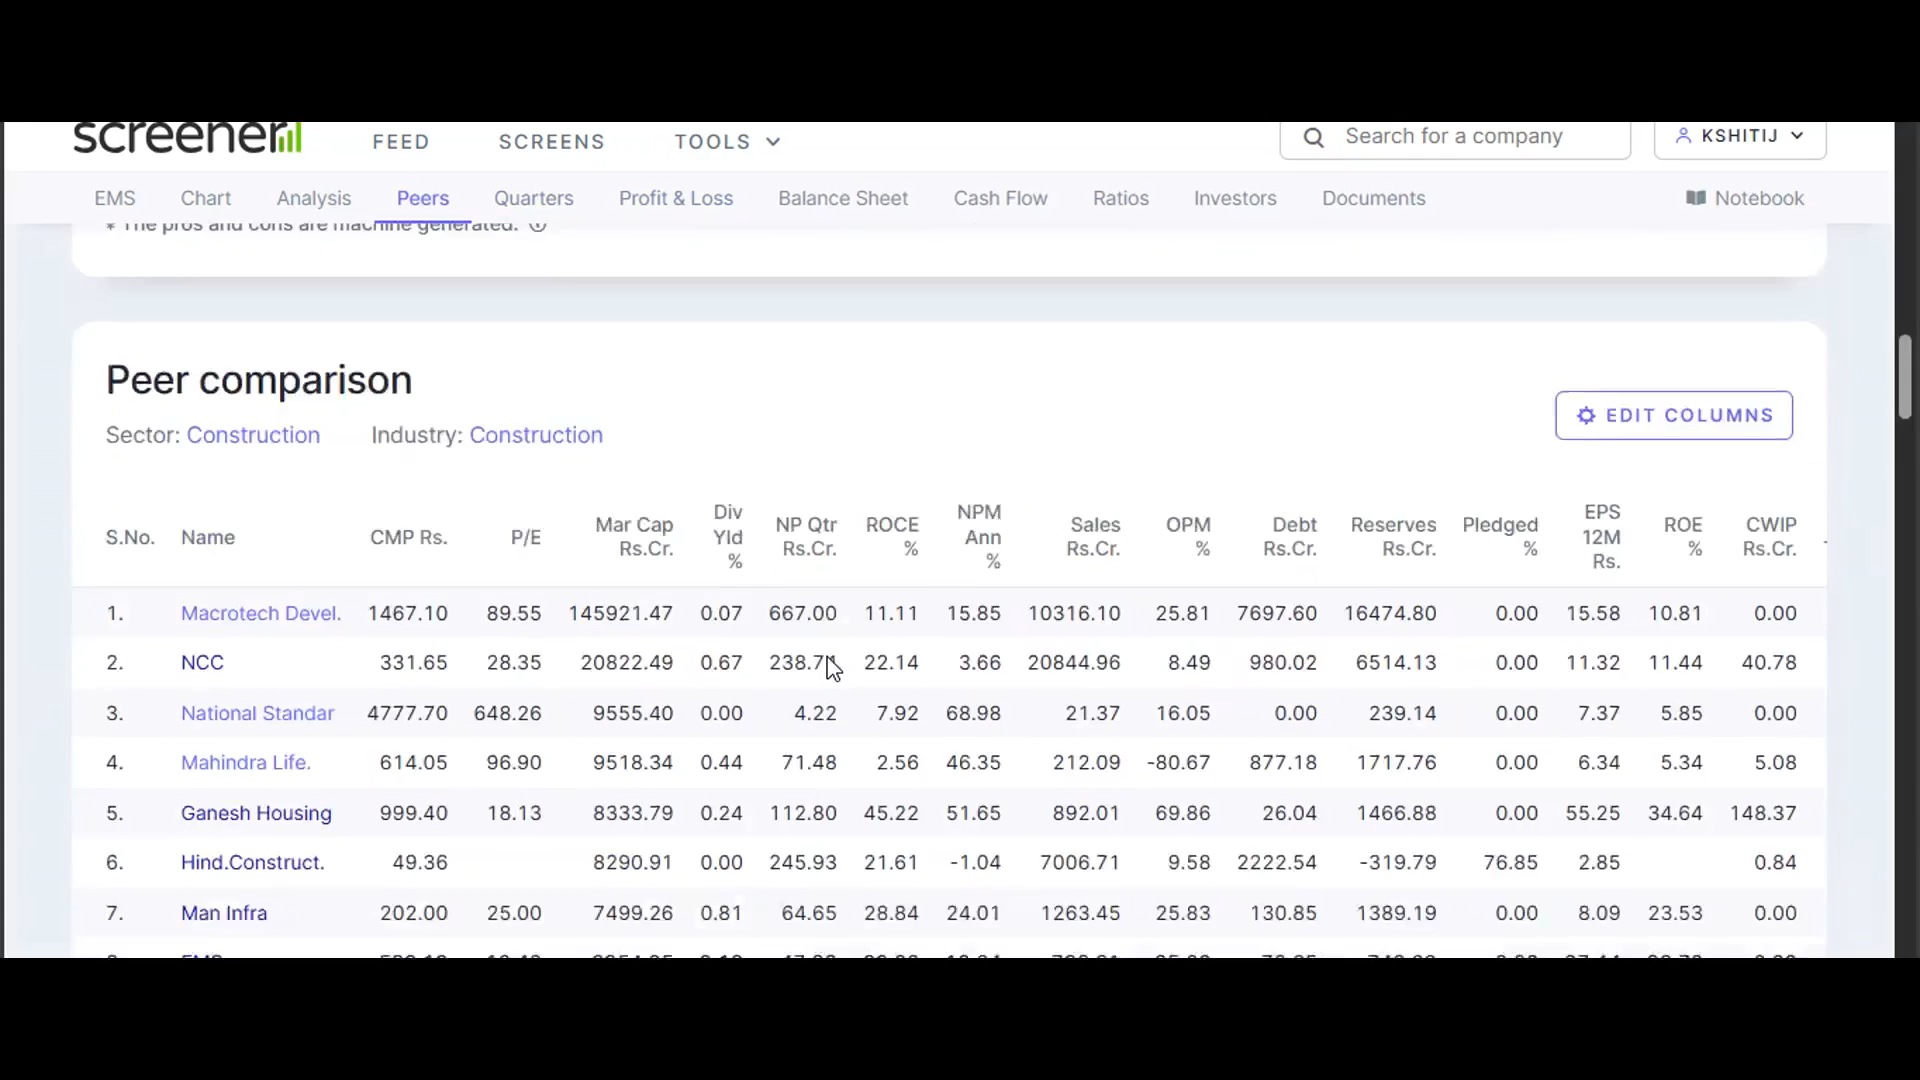 screener
FEED SCREENS TOOLS
Search for a company
KSHITIJ
EMS Chart Analysis Peers Quarters Profit & Loss Balance Sheet Cash Flow Ratios Investors Documents Notebook
* The pros and cons are machine generated.
Peer comparison
Sector: Construction Industry: Construction
EDIT COLUMNS
S.No. Name CMP Rs. P/E Mar Cap Rs.Cr. Div Yld % NP Qtr Rs.Cr. ROCE % NPM Ann % Sales Rs.Cr. OPM % Debt Rs.Cr. Reserves Rs.Cr. Pledged % EPS 12M Rs. ROE % CWIP Rs.Cr.
1. Macrotech Devel. 1467.10 89.55 145921.47 0.07 667.00 11.11 15.85 10316.10 25.81 7697.60 16474.80 0.00 15.58 10.81 0.00
2. NCC 331.65 28.35 20822.49 0.67 22.14 3.66 20844.96 8.49 980.02 6514.13 0.00 11.32 11.44 40.78
3. National Standar 4777.70 648.26 9555.40 0.00 4.22 7.92 68.98 21.37 16.05 0.00 239.14 0.00 7.37 5.85 0.00
4. Mahindra Life. 614.05 96.90 9518.34 0.44 71.48 2.56 46.35 212.09 -80.67 877.18 1717.76 0.00 6.34 5.34 5.08
5. Ganesh Housing 999.40 18.13 8333.79 0.24 112.80 45.22 51.65 892.01 69.86 26.04 1466.88 0.00 55.25 34.64 148.37
6. Hind.Construct. 49.36 8290.91 0.00 245.93 21.61 -1.04 7006.71 9.58 2222.54 -319.79 76.85 2.85 0.84
7. Man Infra 202.00 25.00 7499.26 0.81 64.65 28.84 24.01 1263.45 25.83 130.85 1389.19 0.00 8.09 23.53 0.00